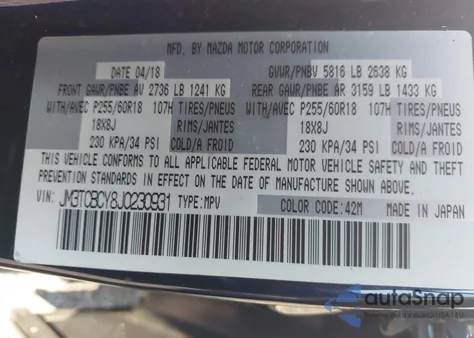 MFD. BY MAZDA MOTOR CORPORATION
DATE 04/18 GVWR/PNBV 5816 LB 2638 KG
FRONT GAWR/PNBE AV 2736 LB 1241 KG REAR GAWR/PNBE AR 3159 LB 1433 KG
WITH/AVEC P255/60R18 107H TIRES/PNEUS WITH/AVEC P255/60R18 107H TIRES/PNEUS
18X8J RIMS/JANTES 18X8J RIMS/JANTES
230 KPA/34 PSI COLD/A FROID 230 KPA/34 PSI COLD/A FROID
THIS VEHICLE CONFORMS TO ALL APPLICABLE FEDERAL MOTOR VEHICLE SAFETY AND THEFT
PREVENTION STANDARDS IN EFFECT ON THE DATE OF MANUFACTURE SHOWN ABOVE.
VIN: JM3TCBCY8J0230931 TYPE:MPV COLOR CODE:42M MADE IN JAPAN
autoSnap